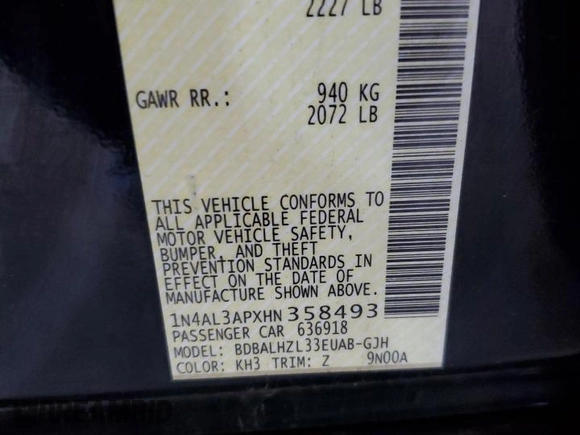 2227 LB
GAWR RR.: 940 KG
2072 LB
THIS VEHICLE CONFORMS TO
ALL APPLICABLE FEDERAL
MOTOR VEHICLE SAFETY,
BUMPER, AND THEFT
PREVENTION STANDARDS IN
EFFECT ON THE DATE OF
MANUFACTURE SHOWN ABOVE.
1N4AL3APXHN358493
PASSENGER CAR 636918
MODEL: BDBALHZL33EUAB-GJH
COLOR: KH3 TRIM: Z 9N00A